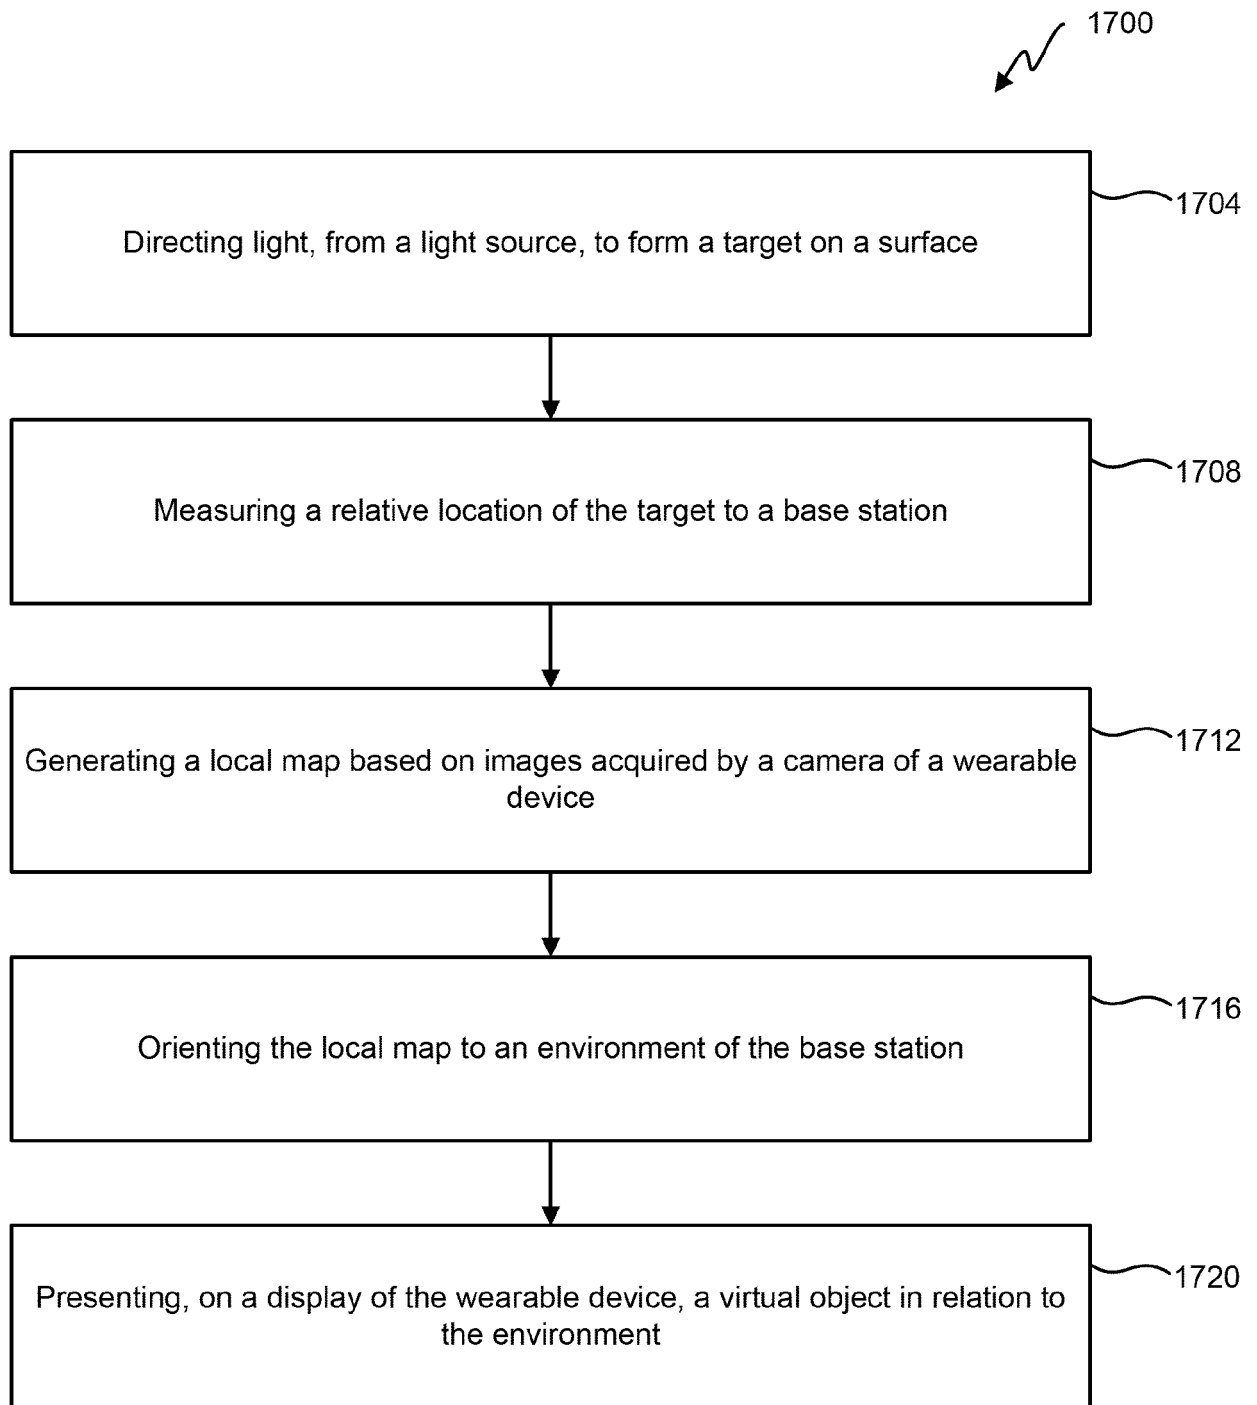 1700
Directing light, from a light source, to form a target on a surface
1704
Measuring a relative location of the target to a base station
1708
Generating a local map based on images acquired by a camera of a wearable
device
1712
Orienting the local map to an environment of the base station
1716
Presenting, on a display of the wearable device, a virtual object in relation to
the environment
1720